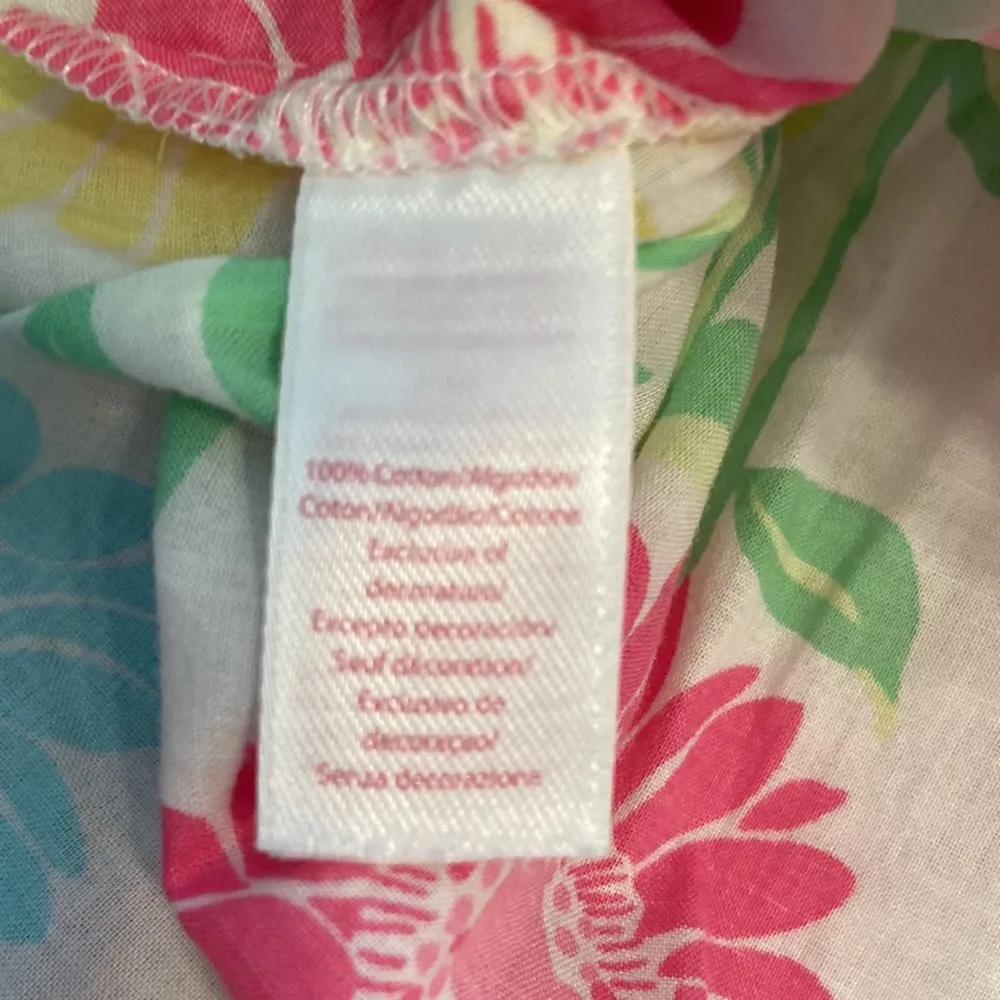 100% Cotton/Algodón/
Coton/Algodão/Cotone
Exclusive of
decoration/
Excepto decoración/
Sauf décoration/
Exclusivo de
decoração/
Senza decorazione